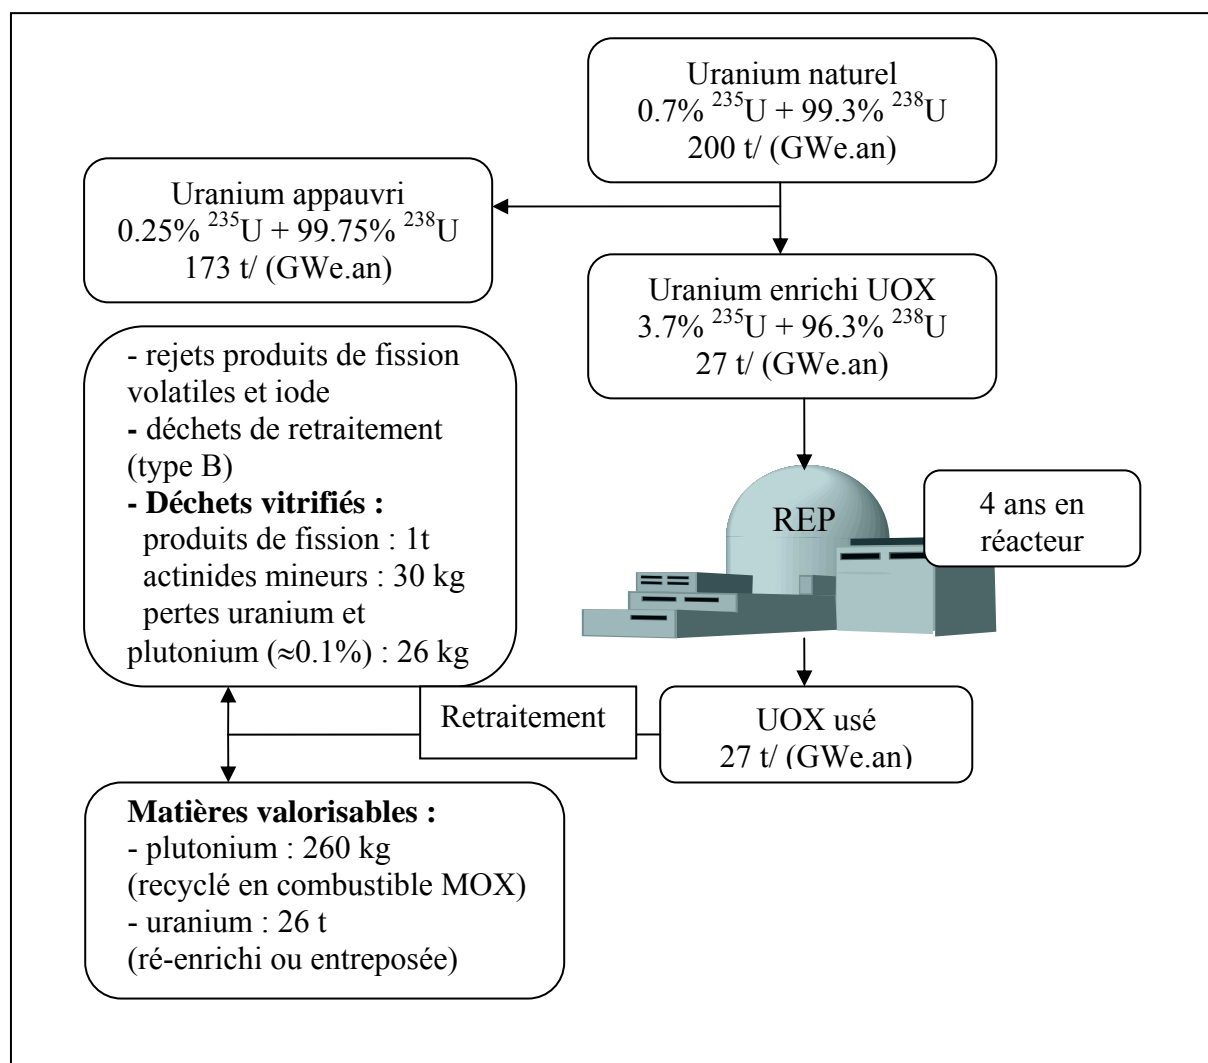 Uranium naturel
0.7% ²³⁵U + 99.3% ²³⁸U
200 t/ (GWe.an)
Uranium appauvri
0.25% ²³⁵U + 99.75% ²³⁸U
173 t/ (GWe.an)
Uranium enrichi UOX
3.7% ²³⁵U + 96.3% ²³⁸U
27 t/ (GWe.an)
- rejets produits de fission
volatiles et iode
- déchets de retraitement
(type B)
- Déchets vitrifiés :
produits de fission : 1t
actinides mineurs : 30 kg
pertes uranium et
plutonium (≈0.1%) : 26 kg
REP
4 ans en
réacteur
Retraitement
UOX usé
27 t/ (GWe.an)
Matières valorisables :
- plutonium : 260 kg
(recyclé en combustible MOX)
- uranium : 26 t
(ré-enrichi ou entreposée)